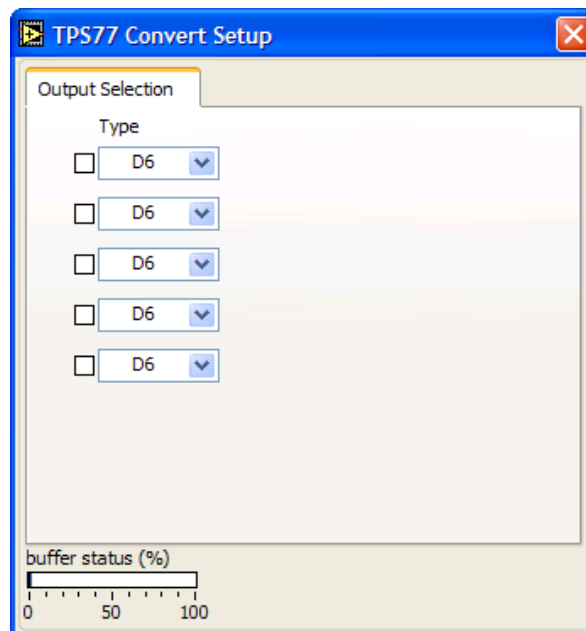 TPS77 Convert Setup
Output Selection
Type
D6
D6
D6
D6
D6
buffer status (%)
0 50 100